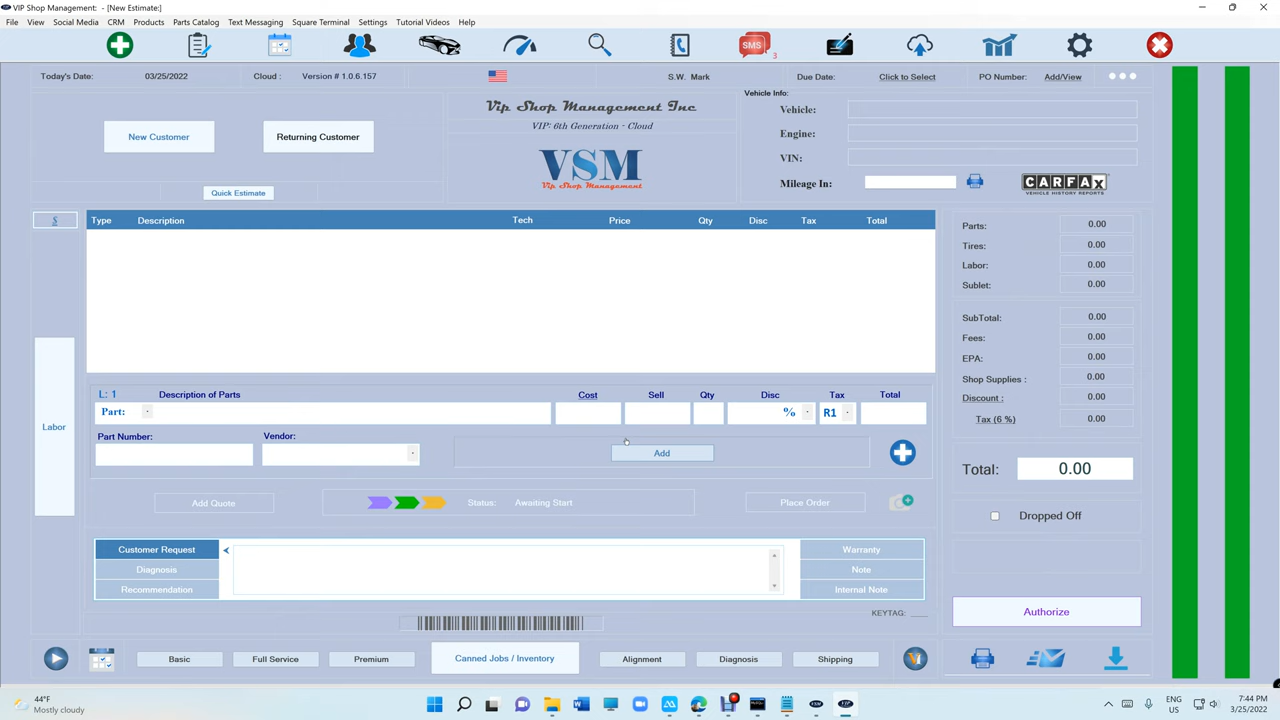 VIP Shop Management: - [New Estimate:]
File View Social Media CRM Products Parts Catalog Text Messaging Square Terminal Settings Tutorial Videos Help
SMS 3
Today's Date: 03/25/2022 Cloud : Version # 1.0.6.157 S.W. Mark Due Date: Click to Select PO Number: Add/View
Vehicle Info:
New Customer Returning Customer
Quick Estimate
Vip Shop Management Inc
VIP: 6th Generation - Cloud
VSM
Vip Shop Management
Vehicle:
Engine:
VIN:
Mileage In:
CARFAX
VEHICLE HISTORY REPORTS
$ Type Description Tech Price Qty Disc Tax Total
Labor
Parts: 0.00
Tires: 0.00
Labor: 0.00
Sublet: 0.00
SubTotal: 0.00
Fees: 0.00
EPA: 0.00
Shop Supplies : 0.00
Discount : 0.00
Tax (6 %) 0.00
Total: 0.00
Dropped Off
Authorize
L: 1 Description of Parts Cost Sell Qty Disc Tax Total
Part: % R1
Part Number: Vendor:
Add
Add Quote Status: Awaiting Start Place Order
Customer Request Warranty
Diagnosis Note
Recommendation Internal Note
KEYTAG: ____
Basic Full Service Premium Canned Jobs / Inventory Alignment Diagnosis Shipping
44°F
Mostly cloudy
ENG
US
7:44 PM
3/25/2022